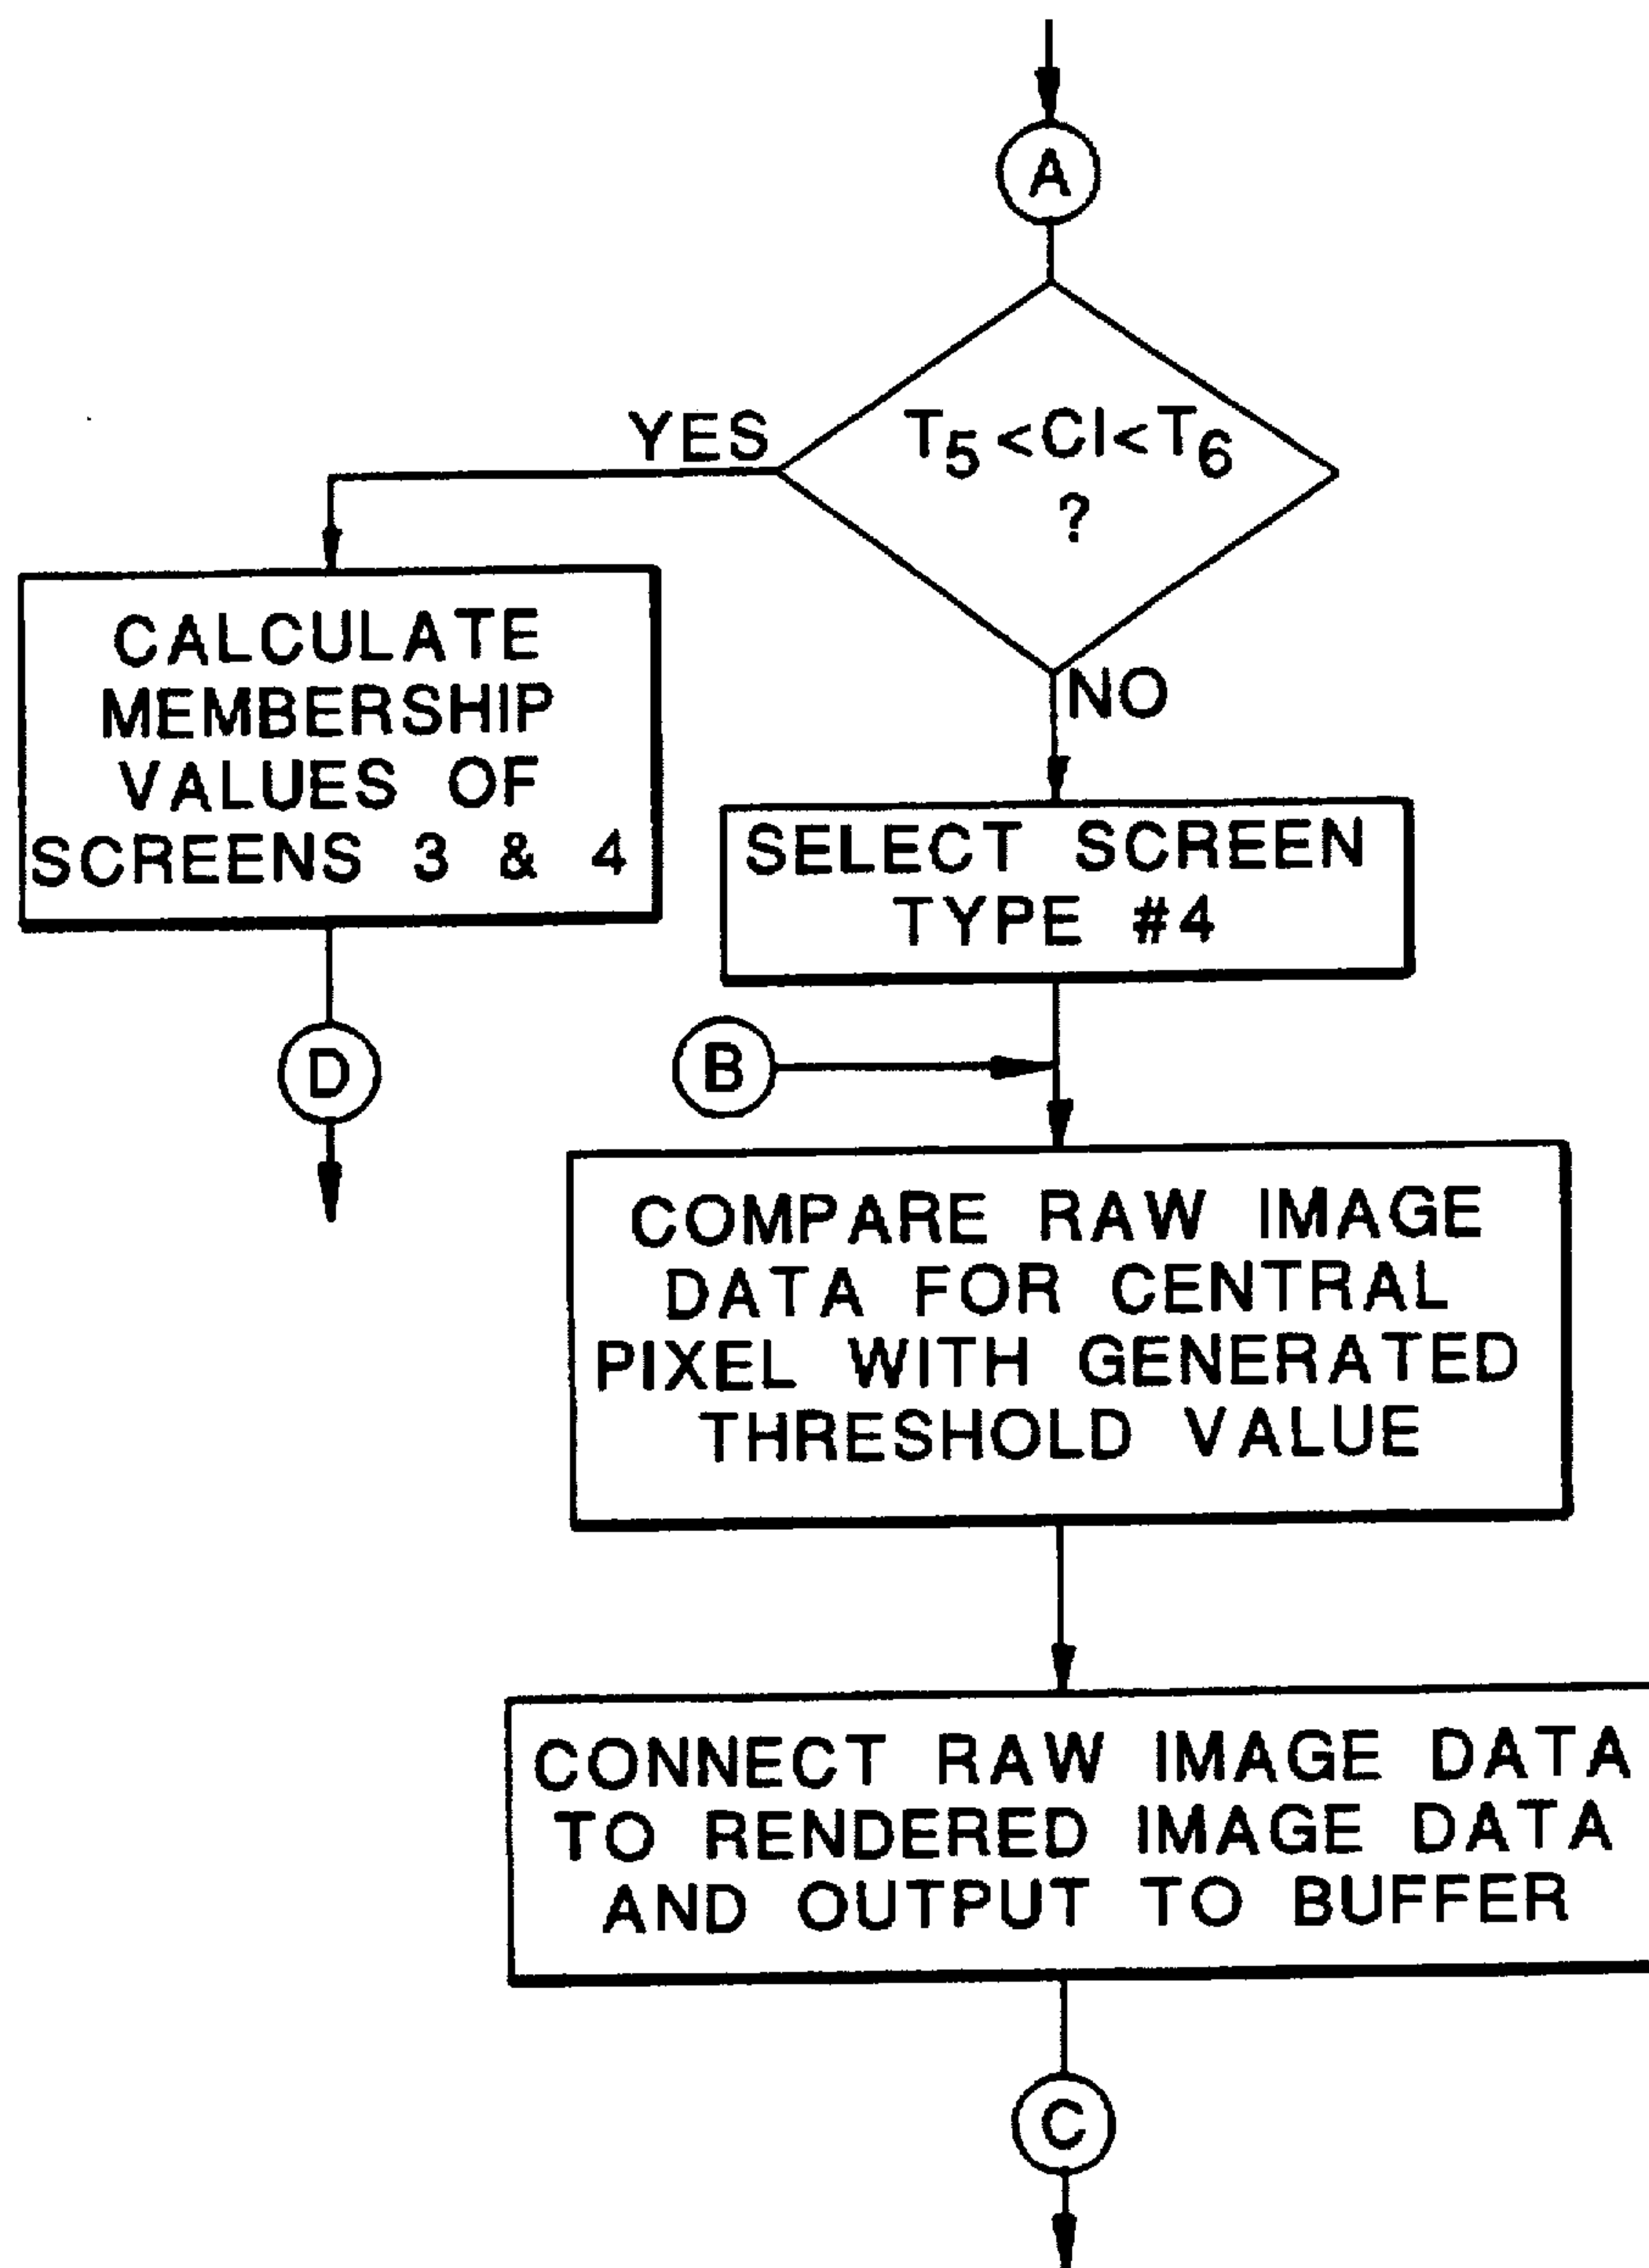 A
T5<CI<T6
?
YES
NO
CALCULATE
MEMBERSHIP
VALUES OF
SCREENS 3 & 4
SELECT SCREEN
TYPE #4
D
B
COMPARE RAW IMAGE
DATA FOR CENTRAL
PIXEL WITH GENERATED
THRESHOLD VALUE
CONNECT RAW IMAGE DATA
TO RENDERED IMAGE DATA
AND OUTPUT TO BUFFER
C